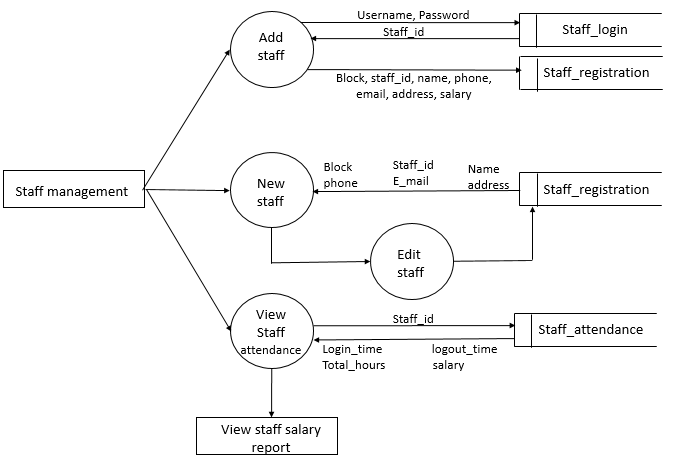 Username, Password
Staff_id
Add
staff
Staff_login
Block, staff_id, name, phone,
email, address, salary
Staff_registration
Staff management
New
staff
Block
phone
Staff_id
E_mail
Name
address
Staff_registration
Edit
staff
View
Staff
attendance
Staff_id
Login_time
Total_hours
logout_time
salary
Staff_attendance
View staff salary
report